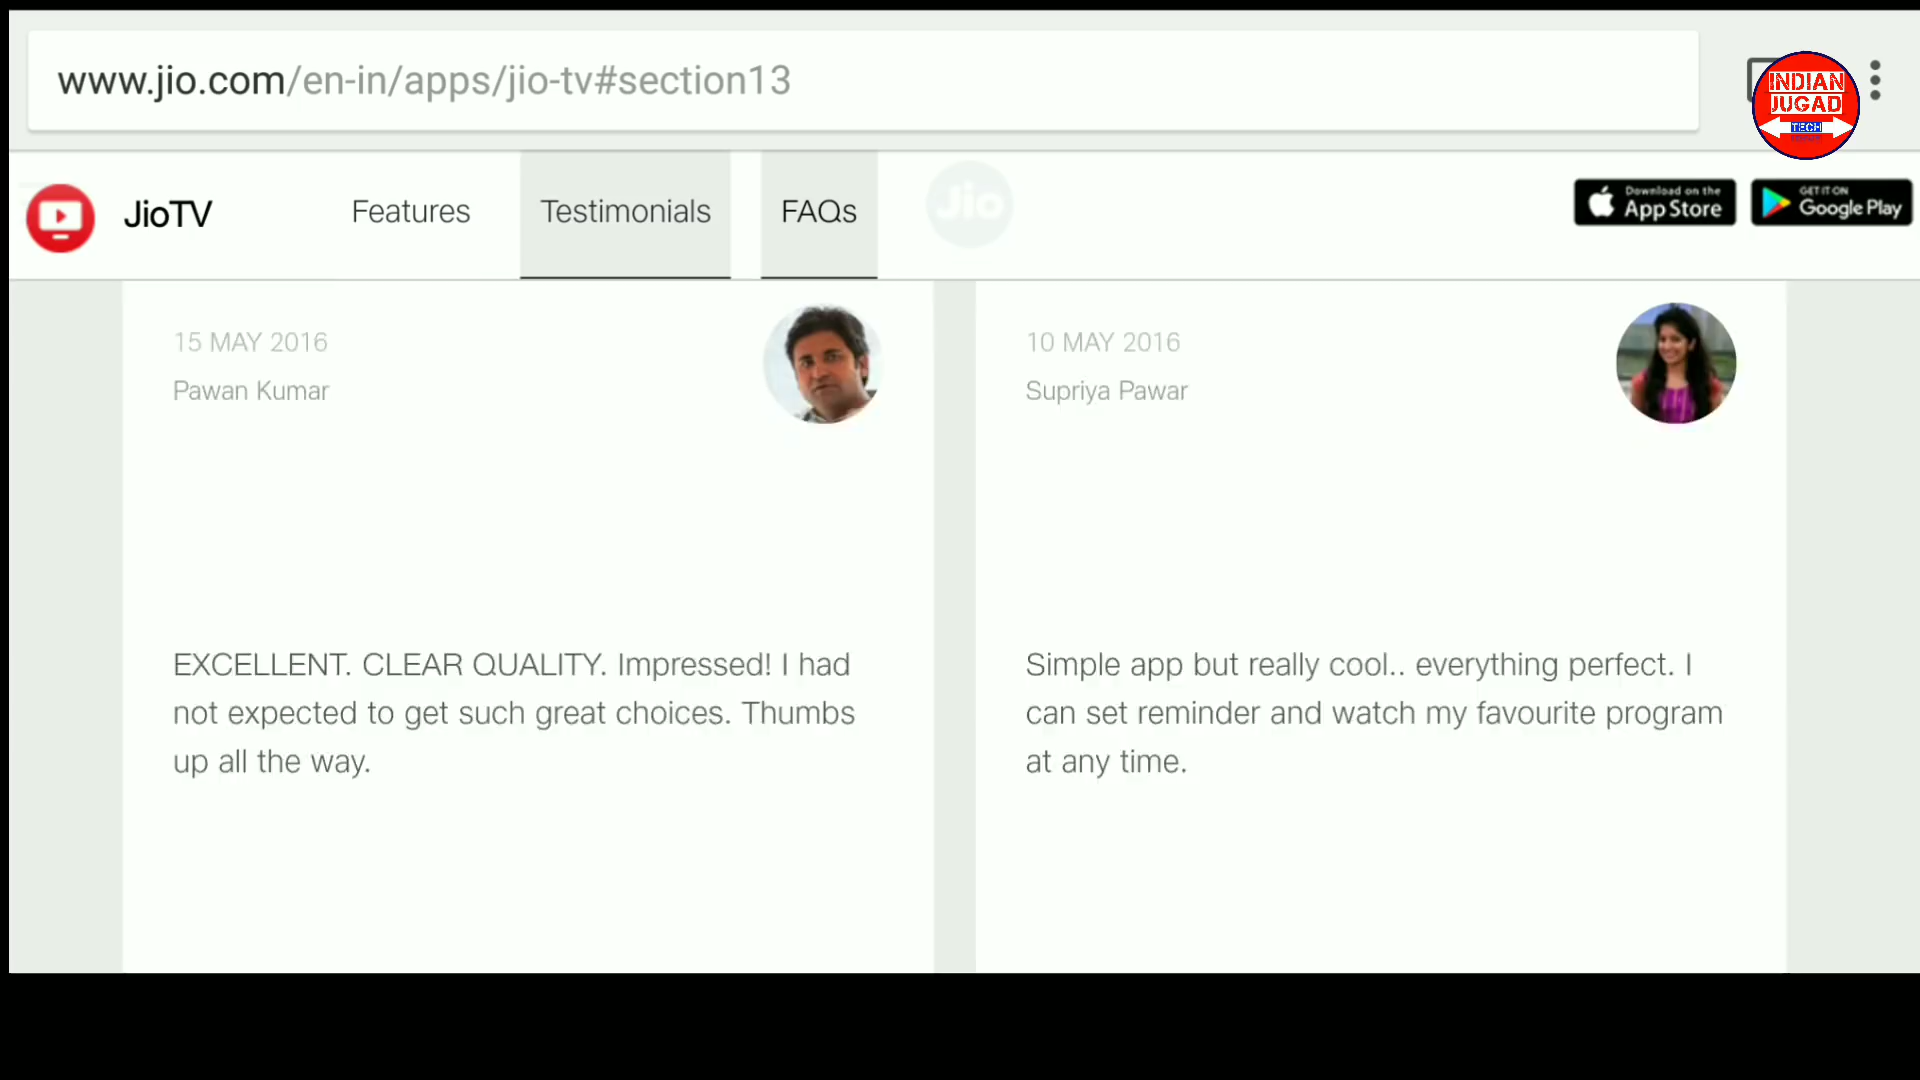 www.jio.com/en-in/apps/jio-tv#section13
INDIAN
JUGAD
TECH
JioTV
Features
Testimonials
FAQs
Jio
Download on the
App Store
GET IT ON
Google Play
15 MAY 2016
Pawan Kumar
EXCELLENT. CLEAR QUALITY. Impressed! I had
not expected to get such great choices. Thumbs
up all the way.
10 MAY 2016
Supriya Pawar
Simple app but really cool.. everything perfect. I
can set reminder and watch my favourite program
at any time.